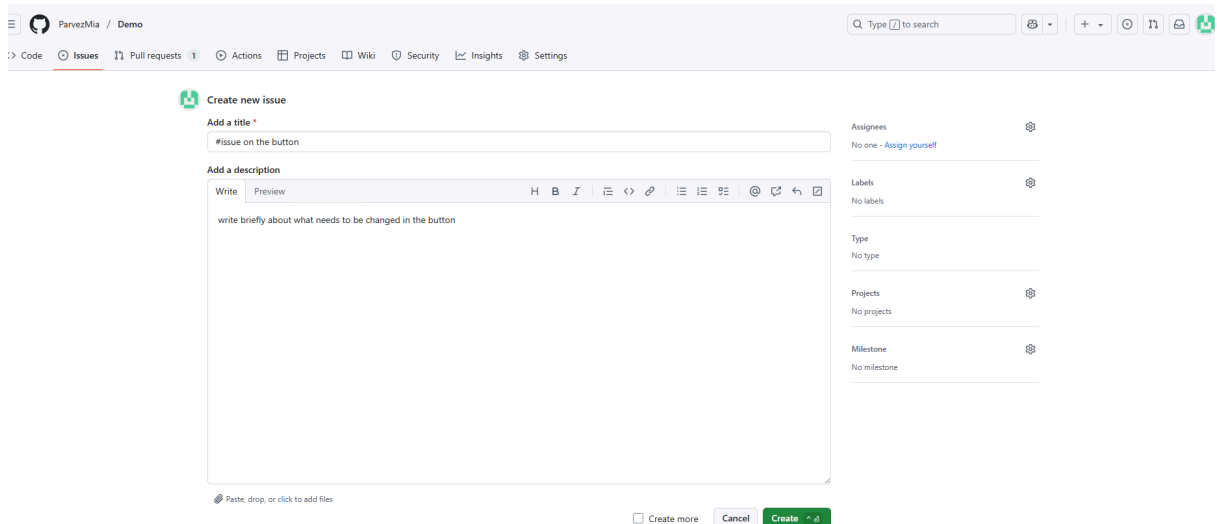 ParvezMia / Demo
Type / to search
Code Issues Pull requests 1 Actions Projects Wiki Security Insights Settings
Create new issue
Add a title *
#issue on the button
Add a description
Write Preview
H B I
write briefly about what needs to be changed in the button
Paste, drop, or click to add files
Create more Cancel Create
Assignees
No one - Assign yourself
Labels
No labels
Type
No type
Projects
No projects
Milestone
No milestone